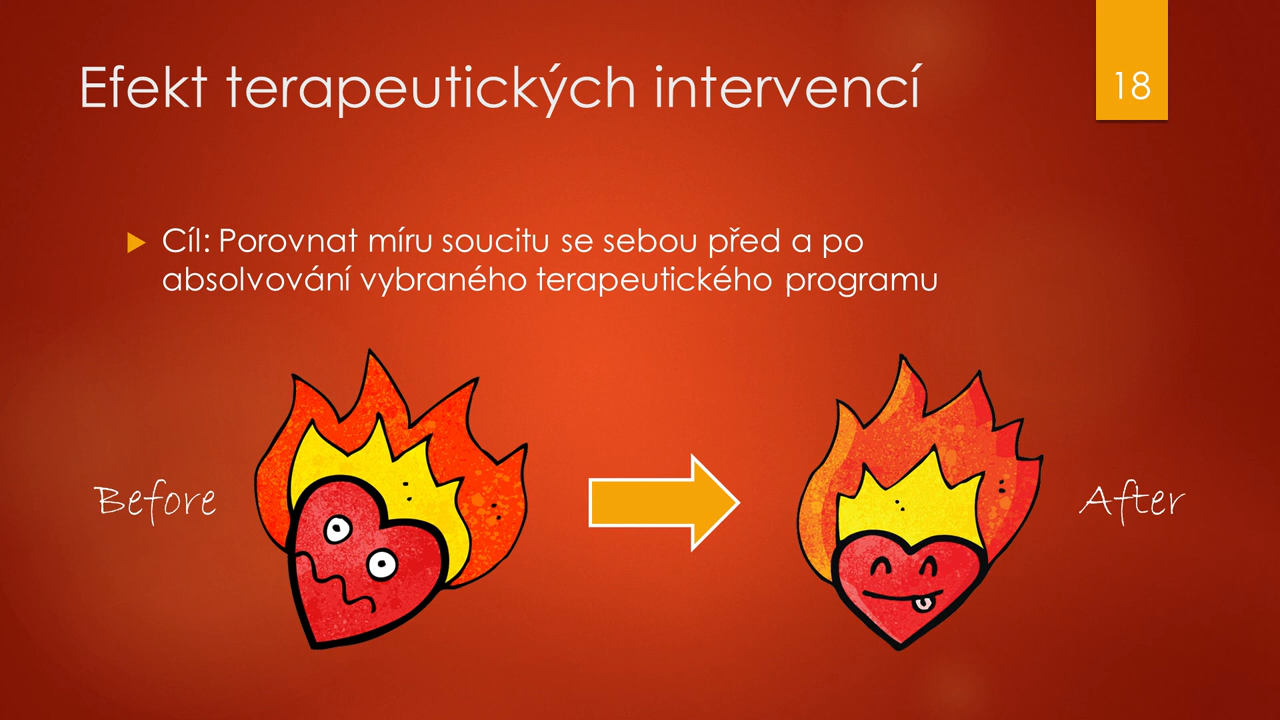 Efekt terapeutických intervencí
18
Cíl: Porovnat míru soucitu se sebou před a po
absolvování vybraného terapeutického programu
Before
After